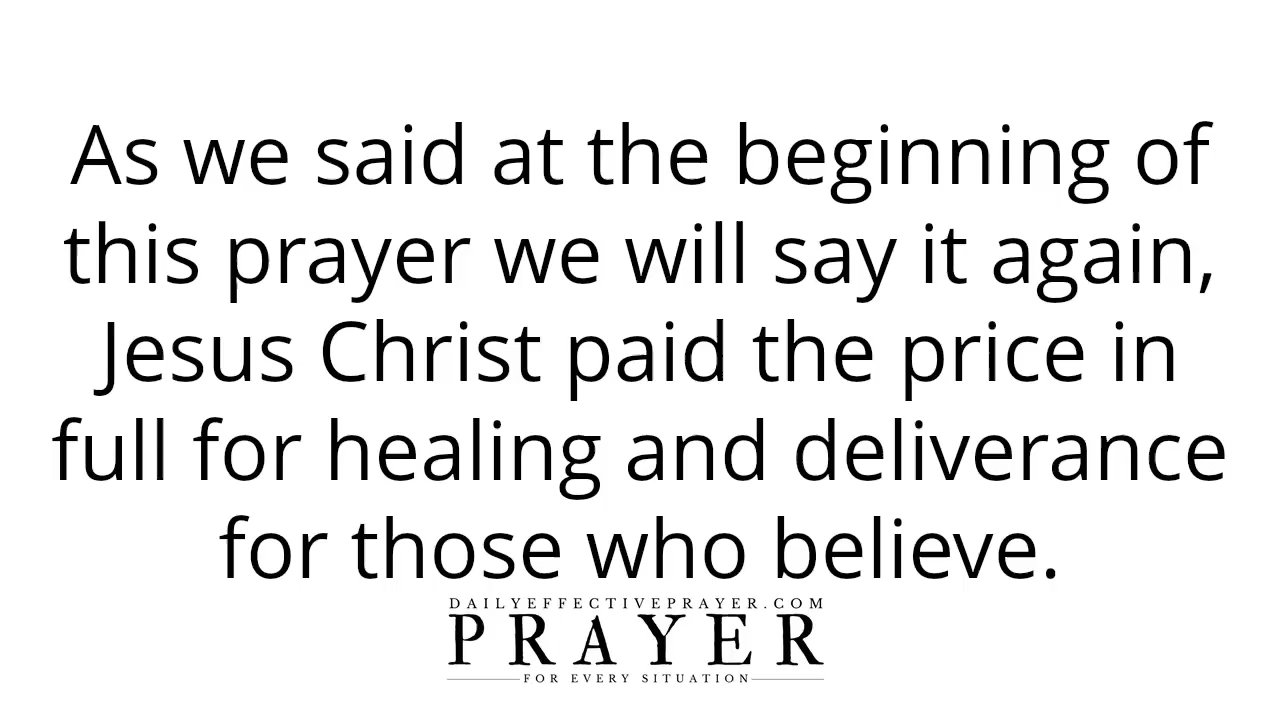 As we said at the beginning of
this prayer we will say it again,
Jesus Christ paid the price in
full for healing and deliverance
for those who believe.
DAILYEFFECTIVEPRAYER.COM
PRAYER
FOR EVERY SITUATION